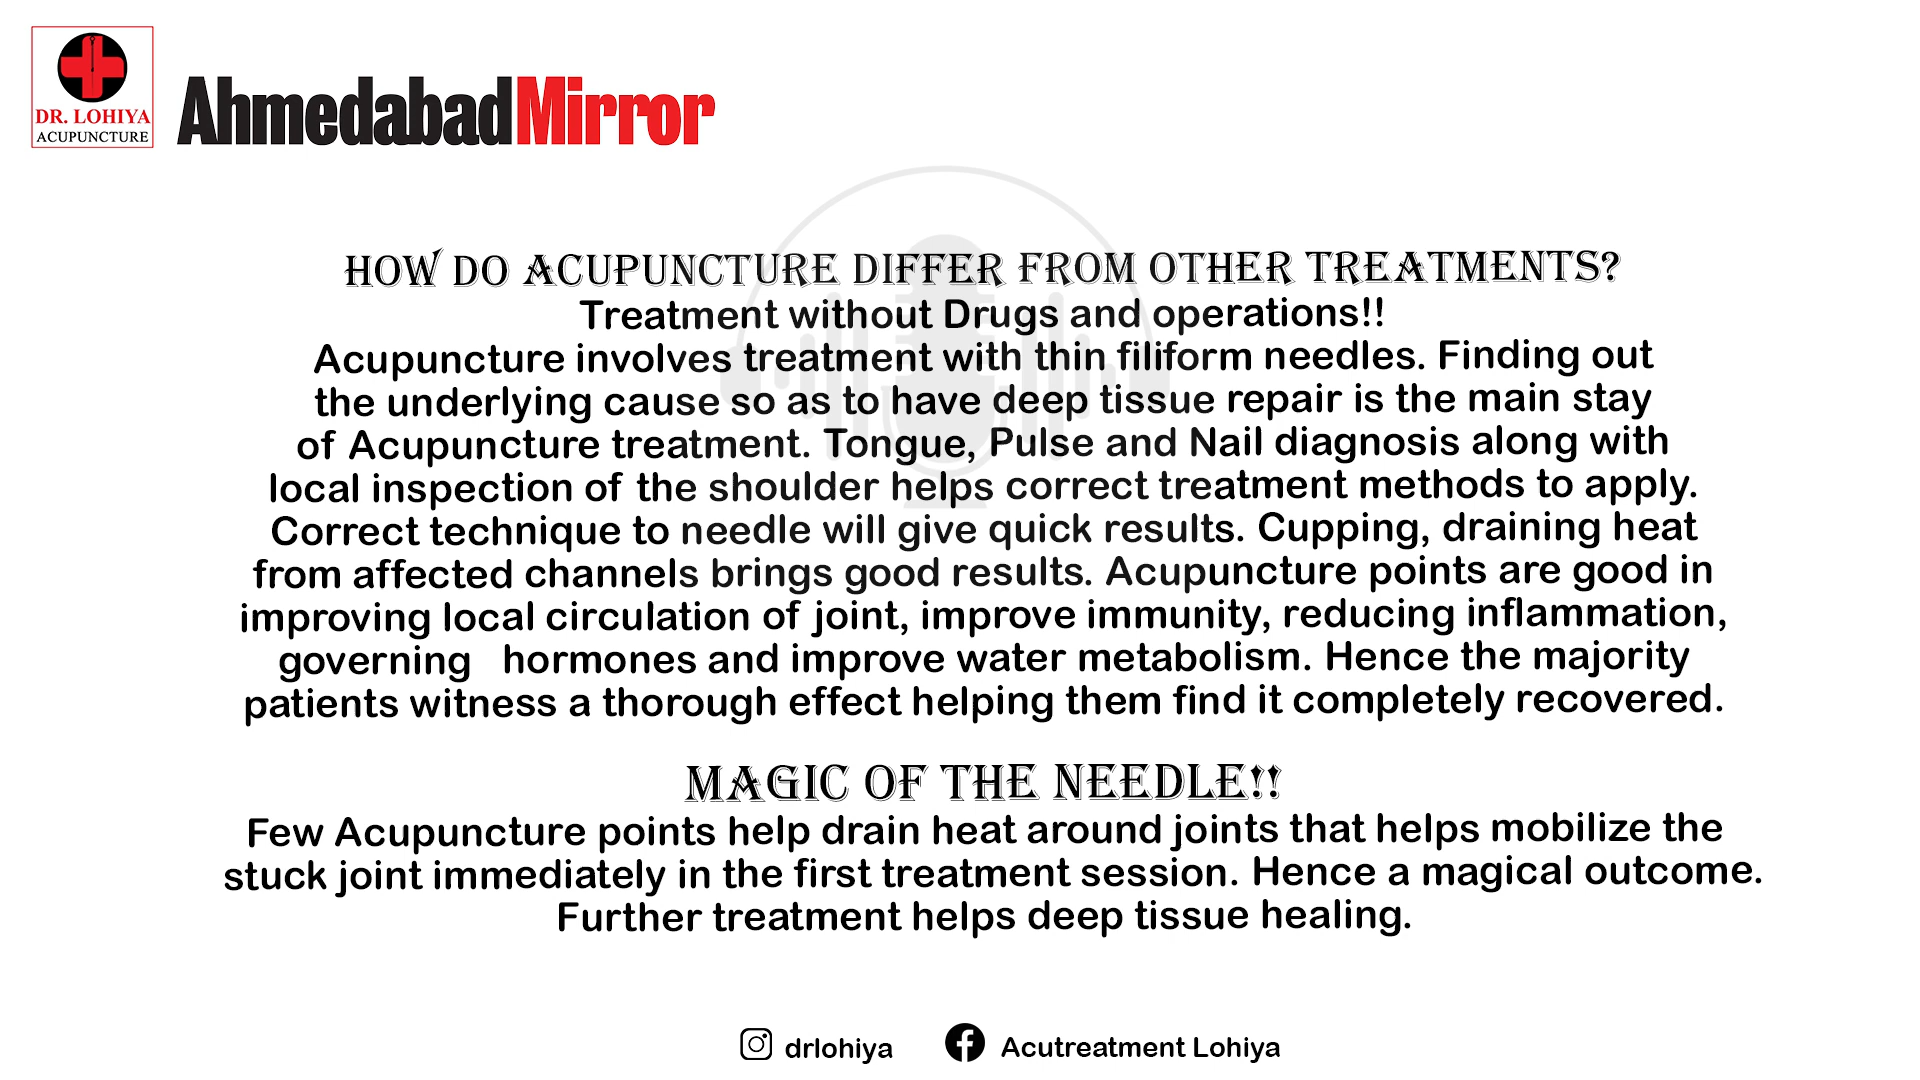 DR. LOHIYA
ACUPUNCTURE
AhmedabadMirror
HOW DO ACUPUNCTURE DIFFER FROM OTHER TREATMENTS?
Treatment without Drugs and operations!!
Acupuncture involves treatment with thin filiform needles. Finding out
the underlying cause so as to have deep tissue repair is the main stay
of Acupuncture treatment. Tongue, Pulse and Nail diagnosis along with
local inspection of the shoulder helps correct treatment methods to apply.
Correct technique to needle will give quick results. Cupping, draining heat
from affected channels brings good results. Acupuncture points are good in
improving local circulation of joint, improve immunity, reducing inflammation,
governing hormones and improve water metabolism. Hence the majority
patients witness a thorough effect helping them find it completely recovered.
MAGIC OF THE NEEDLE!!
Few Acupuncture points help drain heat around joints that helps mobilize the
stuck joint immediately in the first treatment session. Hence a magical outcome.
Further treatment helps deep tissue healing.
drlohiya
Acutreatment Lohiya